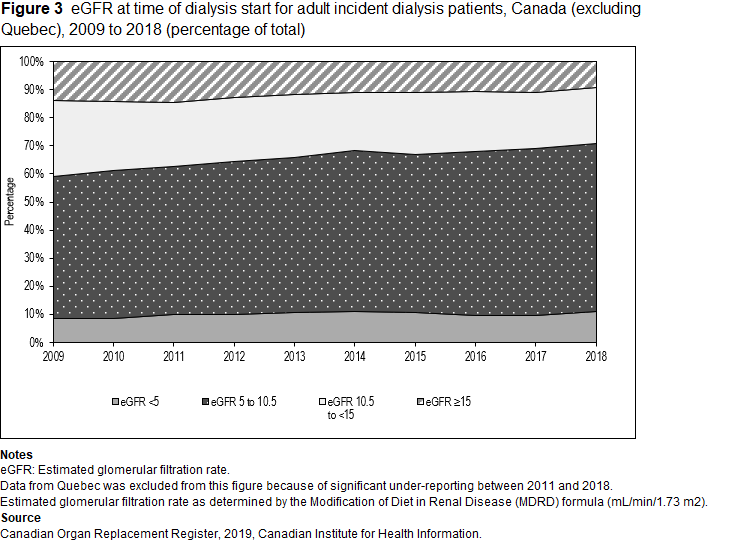 Figure 3 eGFR at time of dialysis start for adult incident dialysis patients, Canada (excluding
Quebec), 2009 to 2018 (percentage of total)
100%
90%
80%
70%
60%
50%
40%
30%
20%
10%
0%
Percentage
2009 2010 2011 2012 2013 2014 2015 2016 2017 2018
eGFR <5 eGFR 5 to 10.5 eGFR 10.5 eGFR ≥15
to <15
Notes
eGFR: Estimated glomerular filtration rate.
Data from Quebec was excluded from this figure because of significant under-reporting between 2011 and 2018.
Estimated glomerular filtration rate as determined by the Modification of Diet in Renal Disease (MDRD) formula (mL/min/1.73 m2).
Source
Canadian Organ Replacement Register, 2019, Canadian Institute for Health Information.